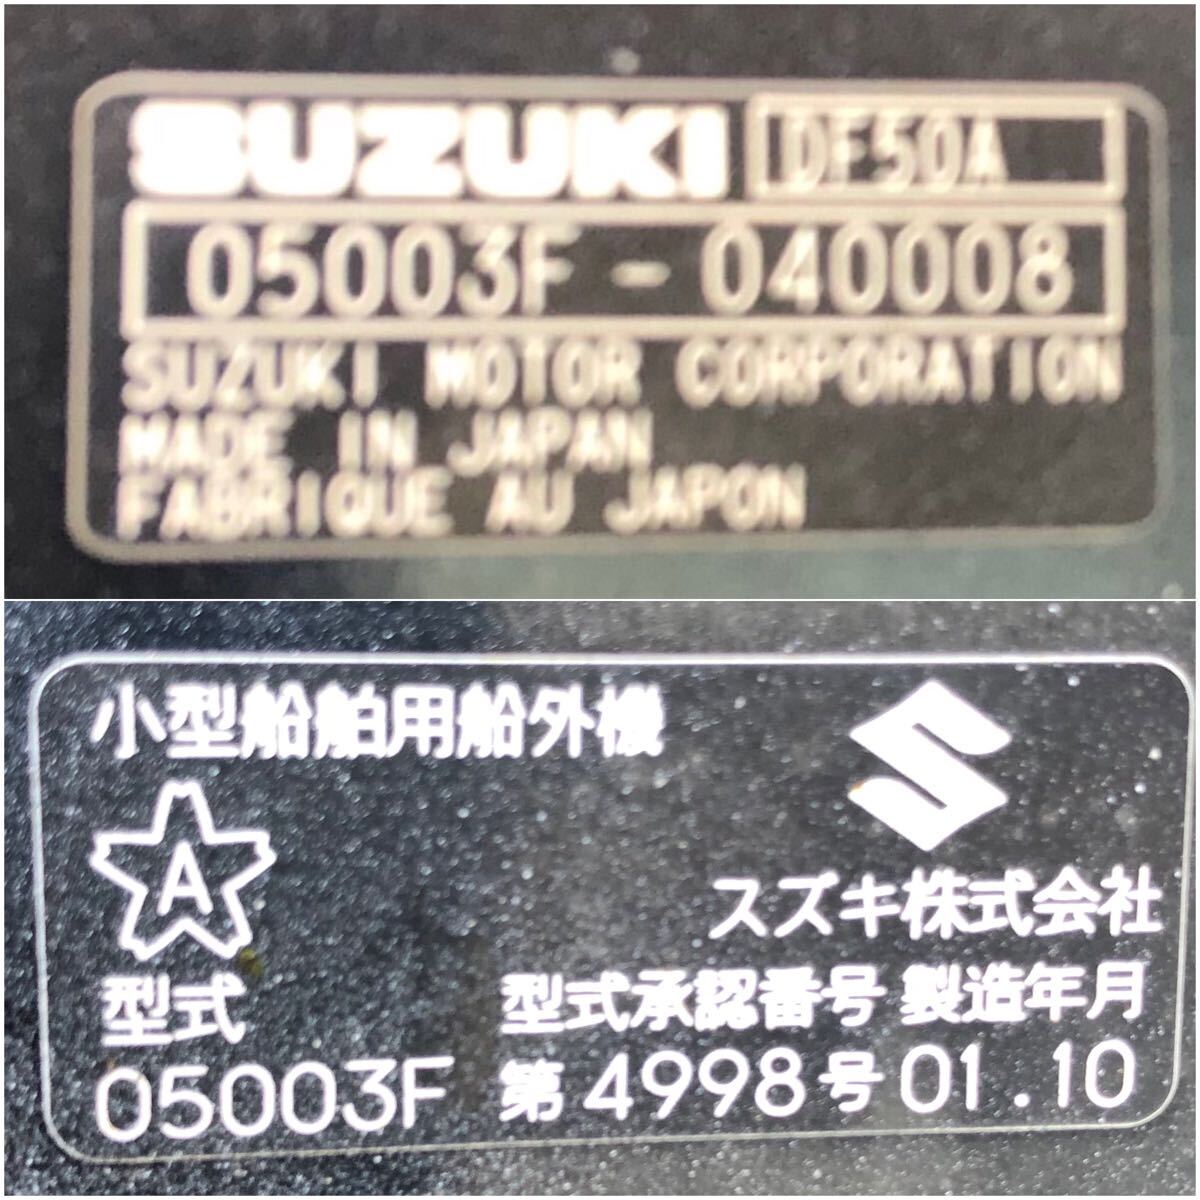 SUZUKI DF50A
05003F-040008
SUZUKI MOTOR CORPORATION
MADE IN JAPAN
FABRIQUE AU JAPON
小型船舶用船外機
A
スズキ株式会社
型式 型式承認番号 製造年月
05003F 第4998号 01.10